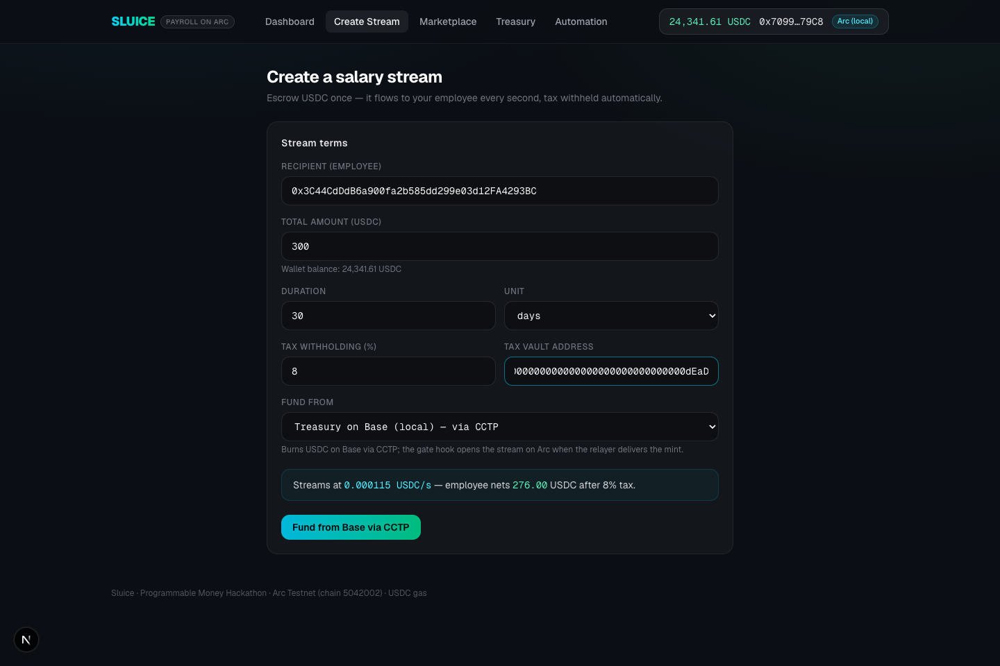 SLUICE PAYROLL ON ARC Dashboard Create Stream Marketplace Treasury Automation 24,341.61 USDC 0x7099…79C8 Arc (local)
Create a salary stream
Escrow USDC once — it flows to your employee every second, tax withheld automatically.
Stream terms
RECIPIENT (EMPLOYEE)
0x3C44CdDdB6a900fa2b585dd299e03d12FA4293BC
TOTAL AMOUNT (USDC)
300
Wallet balance: 24,341.61 USDC
DURATION UNIT
30 days
TAX WITHHOLDING (%) TAX VAULT ADDRESS
8 000000000000000000000000000000dEaD
FUND FROM
Treasury on Base (local) — via CCTP
Burns USDC on Base via CCTP; the gate hook opens the stream on Arc when the relayer delivers the mint.
Streams at 0.000115 USDC/s — employee nets 276.00 USDC after 8% tax.
Fund from Base via CCTP
Sluice · Programmable Money Hackathon · Arc Testnet (chain 5042002) · USDC gas
N